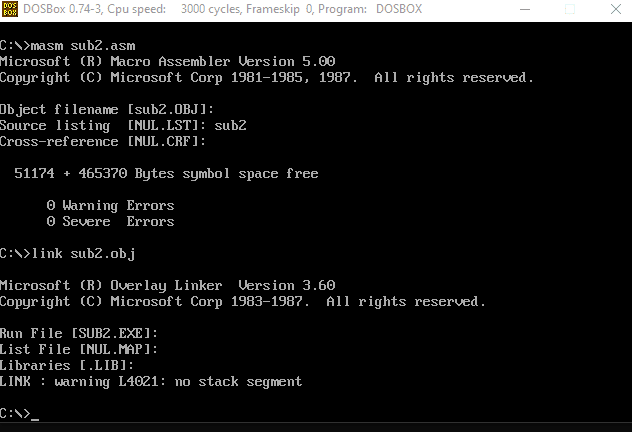 DOSBox 0.74-3, Cpu speed:    3000 cycles, Frameskip  0, Program:   DOSBOX
C:\>masm sub2.asm
Microsoft (R) Macro Assembler Version 5.00
Copyright (C) Microsoft Corp 1981-1985, 1987.  All rights reserved.
Object filename [sub2.OBJ]:
Source listing  [NUL.LST]: sub2
Cross-reference [NUL.CRF]:
  51174 + 465370 Bytes symbol space free
      0 Warning Errors
      0 Severe  Errors
C:\>link sub2.obj
Microsoft (R) Overlay Linker  Version 3.60
Copyright (C) Microsoft Corp 1983-1987.  All rights reserved.
Run File [SUB2.EXE]:
List File [NUL.MAP]:
Libraries [.LIB]:
LINK : warning L4021: no stack segment
C:\>_